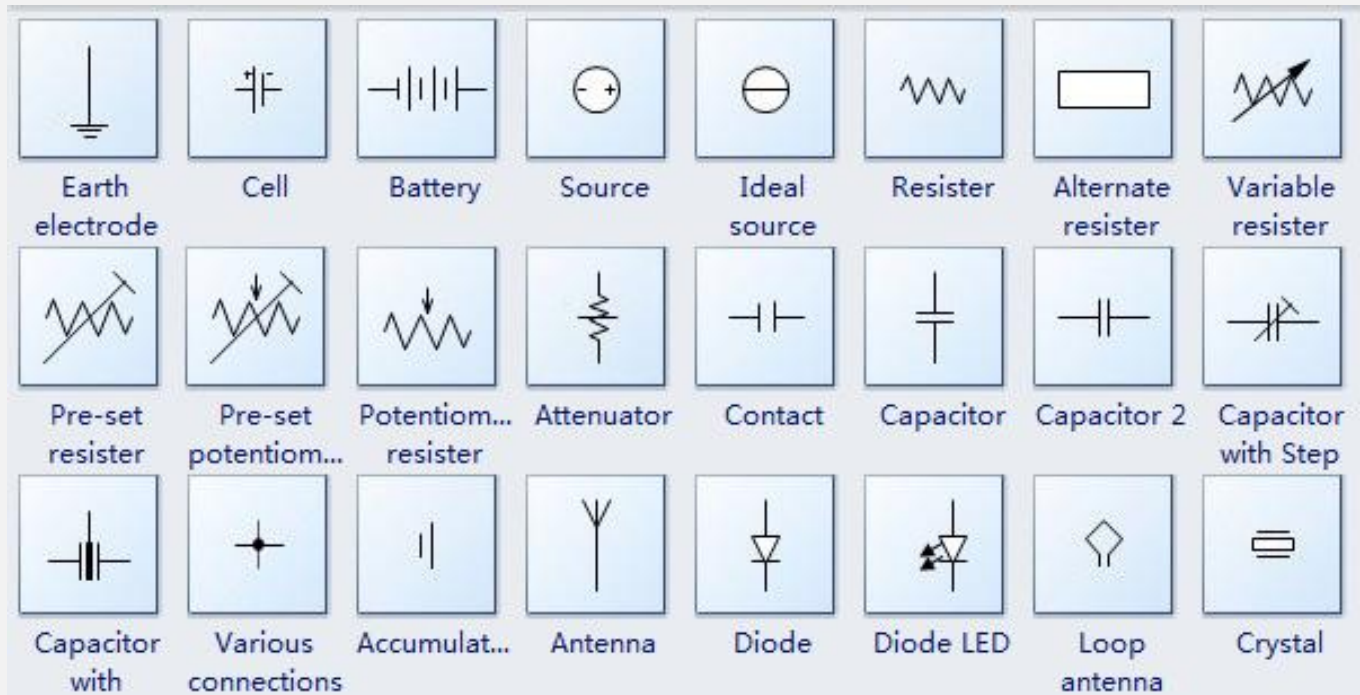 Earth electrode
Cell
Battery
Source
Ideal source
Resister
Alternate resister
Variable resister
Pre-set resister
Pre-set potentiom...
Potentiom... resister
Attenuator
Contact
Capacitor
Capacitor 2
Capacitor with Step
Capacitor with
Various connections
Accumulat...
Antenna
Diode
Diode LED
Loop antenna
Crystal